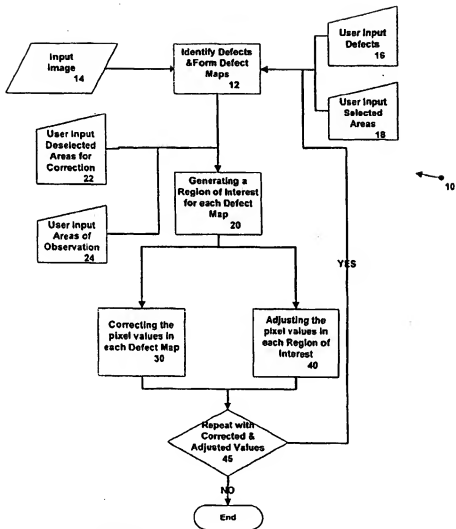 Input
Image
14
Identify Defects
&Form Defect
Maps
12
User Input
Defects
16
User Input
Selected
Areas
18
10
User Input
Deselected
Areas for
Correction
22
User Input
Areas of
Observation
24
Generating a
Region of Interest
for each Defect
Map
20
YES
Correcting the
pixel values in
each Defect Map
30
Adjusting the
pixel values in
each Region of
Interest
40
Repeat with
Corrected &
Adjusted Values
45
NO
End